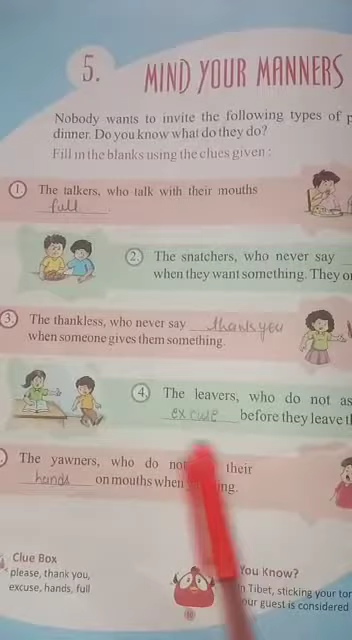 5.
MIND YOUR MANNERS
Nobody wants to invite the following types of
dinner. Do you know what do they do?
Fill in the blanks using the clues given :
1 The talkers, who talk with their mouths
full.
2. The snatchers, who never say
when they want something. They
3. The thankless, who never say thank you
when someone gives them something.
4. The leavers, who do not
excuse before they leave
The yawners, who do not their
hands on mouths when
Clue Box
please, thank you,
excuse, hands, full
You Know?
In Tibet, sticking your
our guest is considered